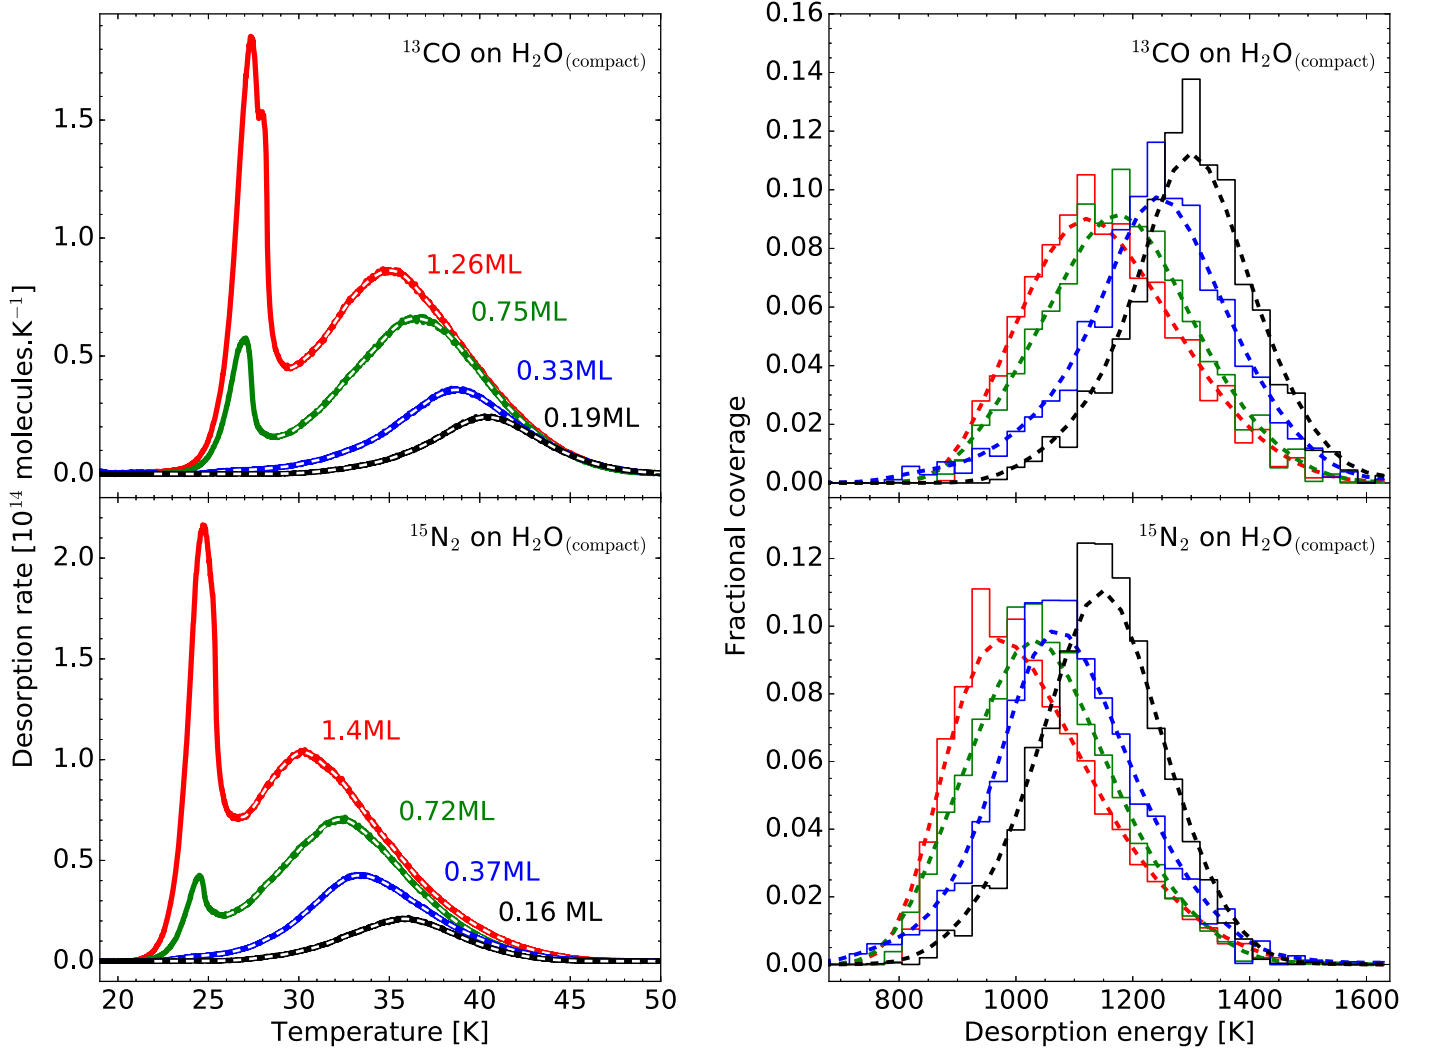 Desorption rate [10¹⁴ molecules.K⁻¹]
¹³CO on H₂O₍compact₎
1.5
1.0
0.5
0.0
1.26ML
0.75ML
0.33ML
0.19ML
¹⁵N₂ on H₂O₍compact₎
2.0
1.5
1.0
0.5
0.0
1.4ML
0.72ML
0.37ML
0.16 ML
20 25 30 35 40 45 50
Temperature [K]
Fractional coverage
¹³CO on H₂O₍compact₎
0.16
0.14
0.12
0.10
0.08
0.06
0.04
0.02
0.00
¹⁵N₂ on H₂O₍compact₎
0.12
0.10
0.08
0.06
0.04
0.02
0.00
800 1000 1200 1400 1600
Desorption energy [K]